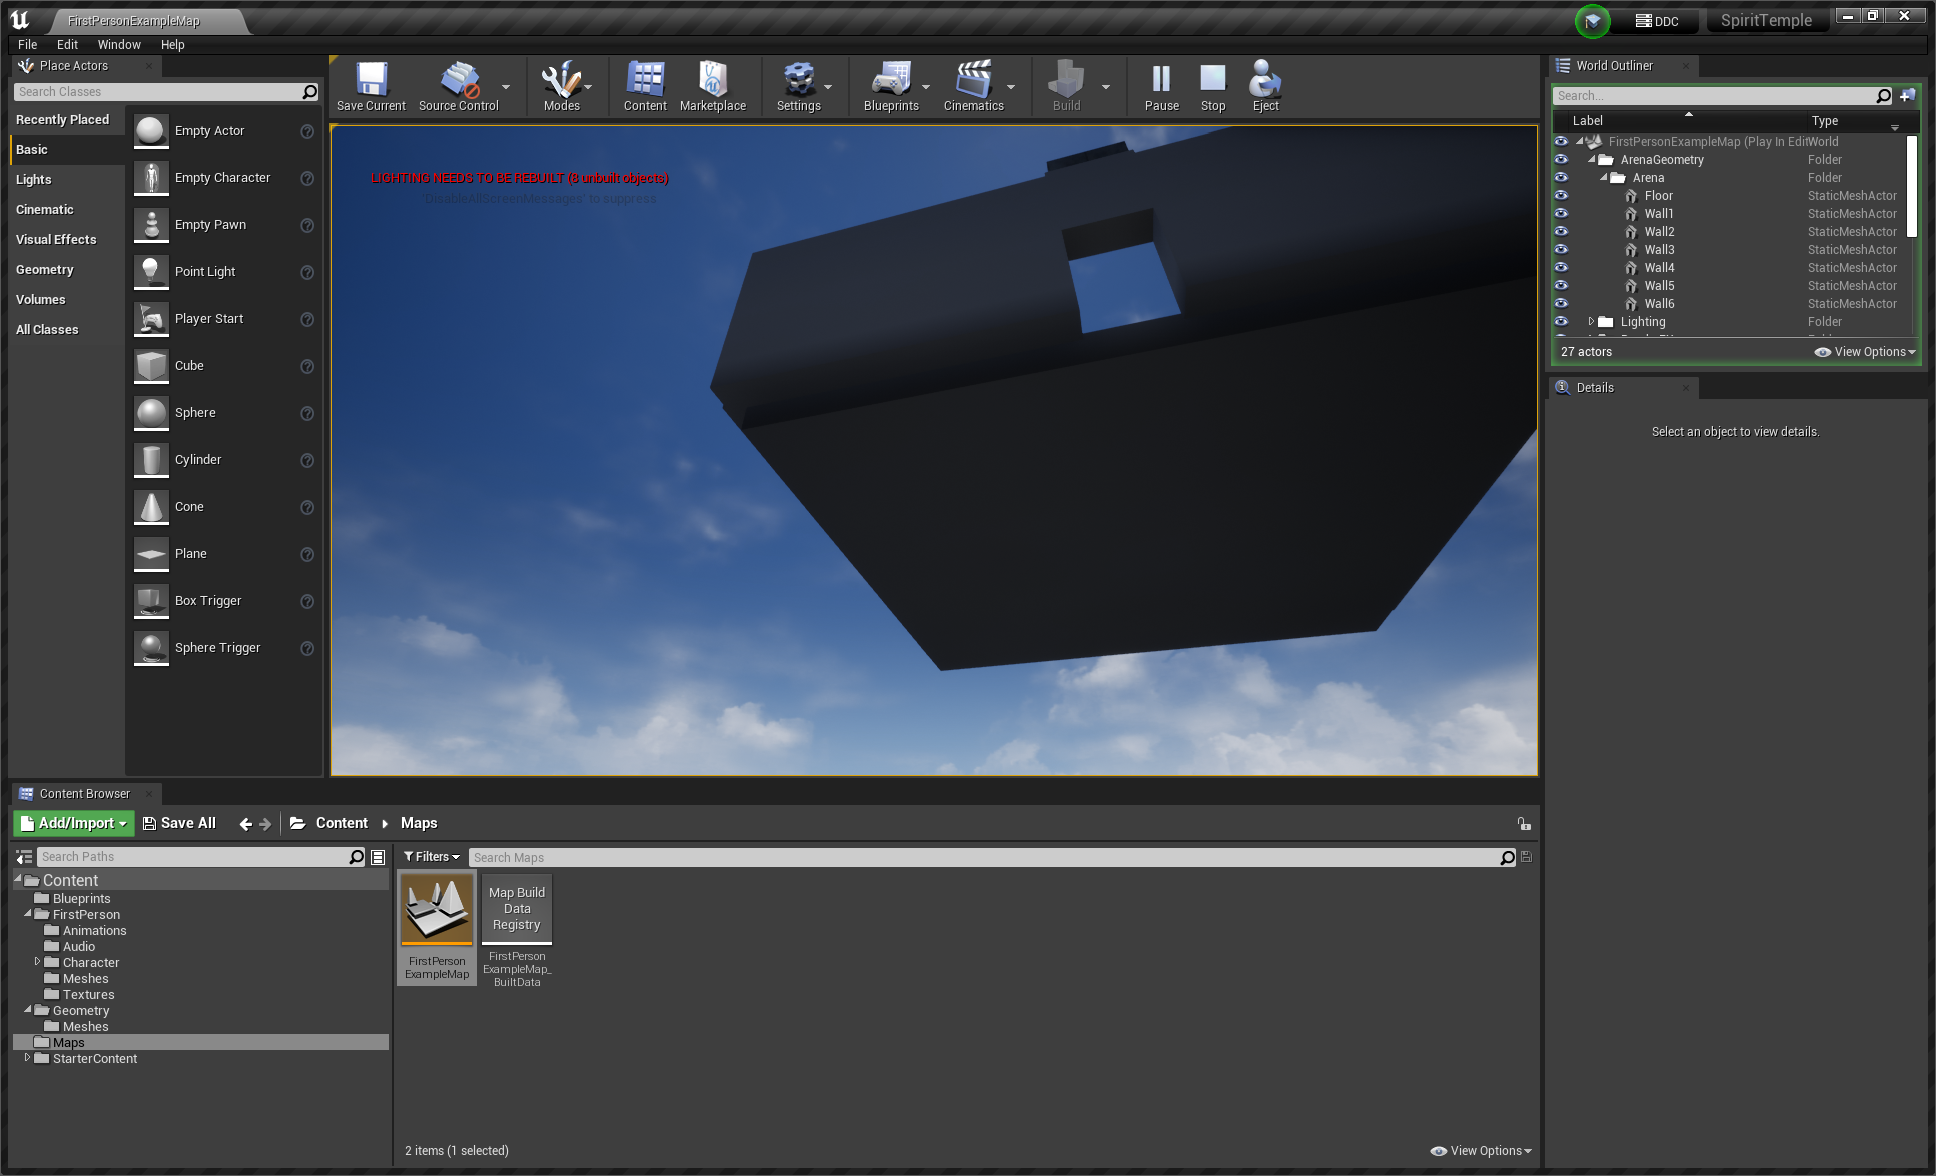 FirstPersonExampleMap
DDC
SpiritTemple
File Edit Window Help
Place Actors
Search Classes
Recently Placed
Basic
Lights
Cinematic
Visual Effects
Geometry
Volumes
All Classes
Empty Actor
Empty Character
Empty Pawn
Point Light
Player Start
Cube
Sphere
Cylinder
Cone
Plane
Box Trigger
Sphere Trigger
Save Current Source Control Modes Content Marketplace Settings Blueprints Cinematics Build Pause Stop Eject
LIGHTING NEEDS TO BE REBUILT (8 unbuilt objects)
'DisableAllScreenMessages' to suppress
World Outliner
Search...
Label Type
FirstPersonExampleMap (Play In Edit World
ArenaGeometry Folder
Arena Folder
Floor StaticMeshActor
Wall1 StaticMeshActor
Wall2 StaticMeshActor
Wall3 StaticMeshActor
Wall4 StaticMeshActor
Wall5 StaticMeshActor
Wall6 StaticMeshActor
Lighting Folder
27 actors View Options
Details
Select an object to view details.
Content Browser
Add/Import Save All Content Maps
Search Paths
Content
Blueprints
FirstPerson
Animations
Audio
Character
Meshes
Textures
Geometry
Meshes
Maps
StarterContent
Filters Search Maps
FirstPerson
ExampleMap
Map Build
Data
Registry
FirstPerson
ExampleMap_
BuiltData
2 items (1 selected) View Options